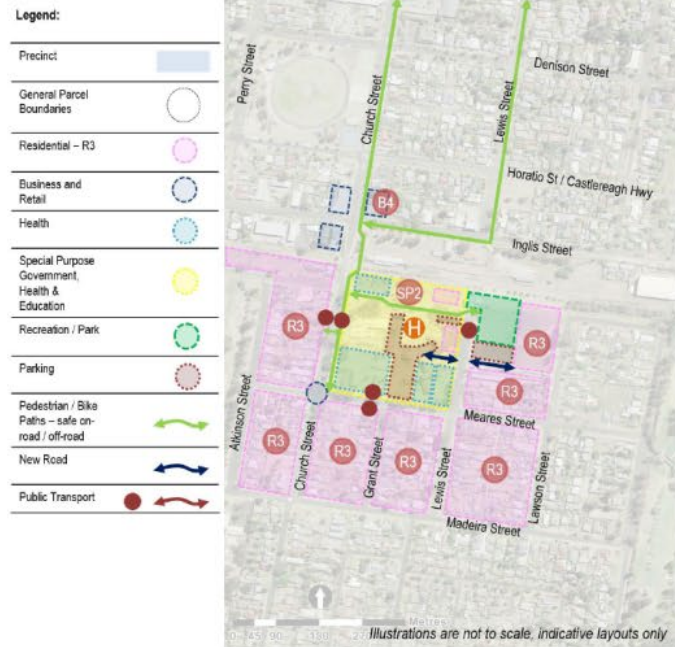 Legend:
Precinct
General Parcel
Boundaries
Residential – R3
Business and
Retail
Health
Special Purpose
Government,
Health &
Education
Recreation / Park
Parking
Pedestrian / Bike
Paths – safe on-
road / off-road
New Road
Public Transport
Perry Street
Church Street
Lewis Street
Denison Street
Horatio St / Castlereagh Hwy
B4
Inglis Street
SP2
H
R3
R3
R3
Meares Street
Atkinson Street
Church Street
R3
R3
Grant Street
R3
Lewis Street
R3
Lawson Street
Madeira Street
45 90
180
Metres
Illustrations are not to scale, indicative layouts only